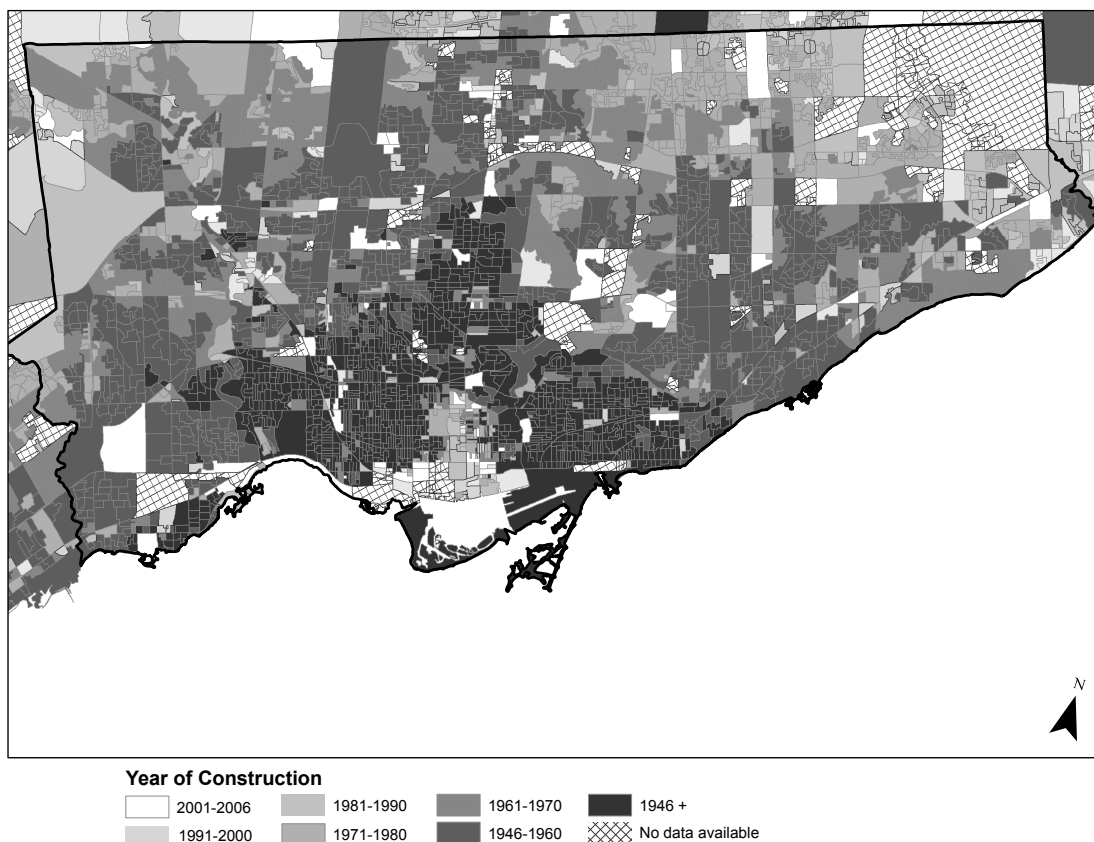 N
Year of Construction
2001-2006
1981-1990
1961-1970
1946 +
1991-2000
1971-1980
1946-1960
No data available